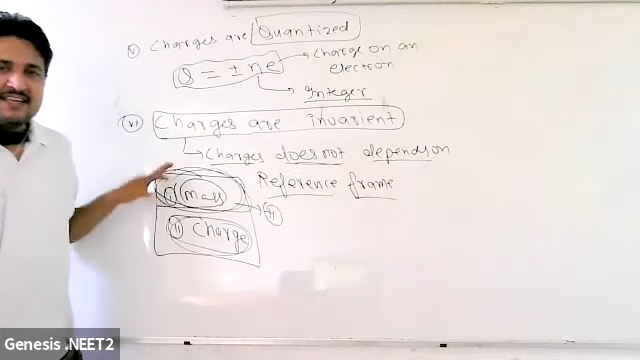 (v) Charges are Quantized
Q = ± ne → Charge on an
electron
→ Integer
(vi) Charges are invarient
→ Charges does not depends on
Reference frame
(i) mass
(ii) Charge
Genesis .NEET2